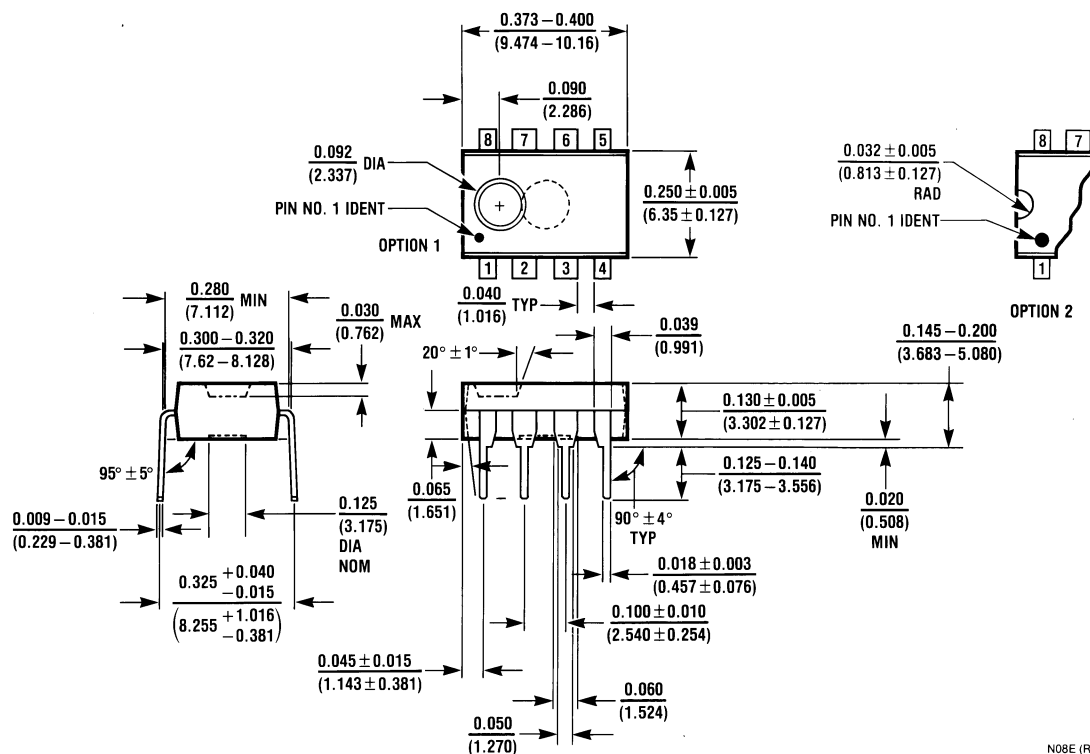 0.373 – 0.400
(9.474 – 10.16)
0.090
(2.286)
8 7 6 5
0.092 DIA
(2.337)
PIN NO. 1 IDENT
OPTION 1
0.250 ± 0.005
(6.35 ± 0.127)
1 2 3 4
8 7
0.032 ± 0.005
(0.813 ± 0.127)
RAD
PIN NO. 1 IDENT
1
OPTION 2
0.280 MIN
(7.112)
0.300 – 0.320
(7.62 – 8.128)
0.030 MAX
(0.762)
0.040 TYP
(1.016)
0.039
(0.991)
20° ± 1°
0.145 – 0.200
(3.683 – 5.080)
0.130 ± 0.005
(3.302 ± 0.127)
0.125 – 0.140
(3.175 – 3.556)
0.020
(0.508)
MIN
95° ± 5°
0.065
(1.651)
90° ± 4°
TYP
0.009 – 0.015
(0.229 – 0.381)
0.125
(3.175)
DIA
NOM
0.018 ± 0.003
(0.457 ± 0.076)
0.325 +0.040
−0.015
(8.255 +1.016
−0.381)
0.100 ± 0.010
(2.540 ± 0.254)
0.045 ± 0.015
(1.143 ± 0.381)
0.060
(1.524)
0.050
(1.270)
N08E (R